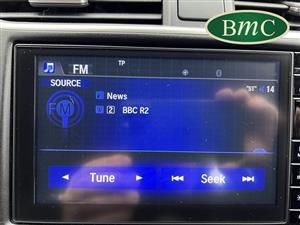 BMC
FM
TP
14
SOURCE
FM
News
2 BBC R2
Tune
Seek